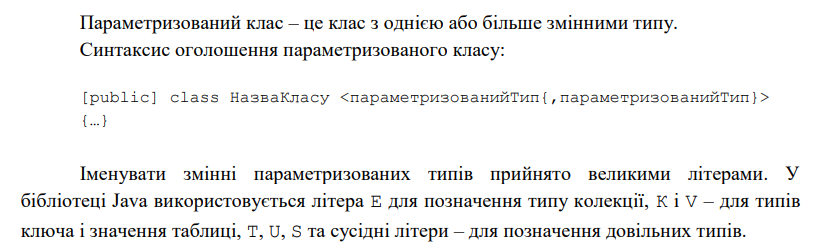 Параметризований клас – це клас з однією або більше змінними типу.
Синтаксис оголошення параметризованого класу:
[public] class НазваКласу <параметризованийТип{,параметризованийТип}>
{…}
Іменувати змінні параметризованих типів прийнято великими літерами. У
бібліотеці Java використовується літера E для позначення типу колекції, K і V – для типів
ключа і значення таблиці, T, U, S та сусідні літери – для позначення довільних типів.